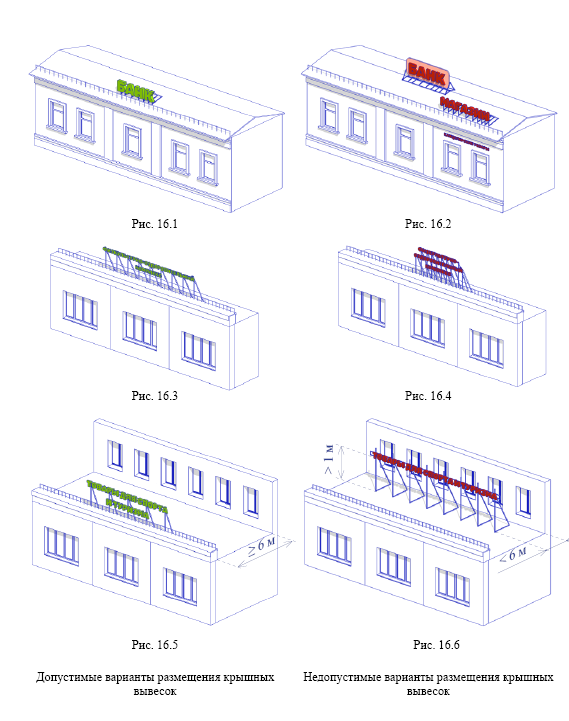 БАНК
БАНК
МАГАЗИН
Рис. 16.1
Рис. 16.2
Рис. 16.3
Рис. 16.4
> 1 м
≥ 6 м
< 6 м
Рис. 16.5
Рис. 16.6
Допустимые варианты размещения крышных
вывесок
Недопустимые варианты размещения крышных
вывесок